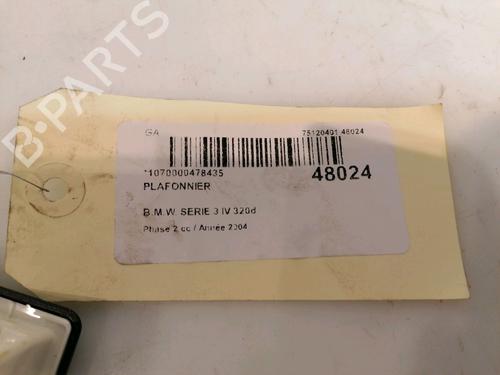 B-PARTS
GA
75120401 48024
*1070000478435
48024
PLAFONNIER
B.M.W. SERIE 3 IV 320d
Phase 2 cc / Année 2004